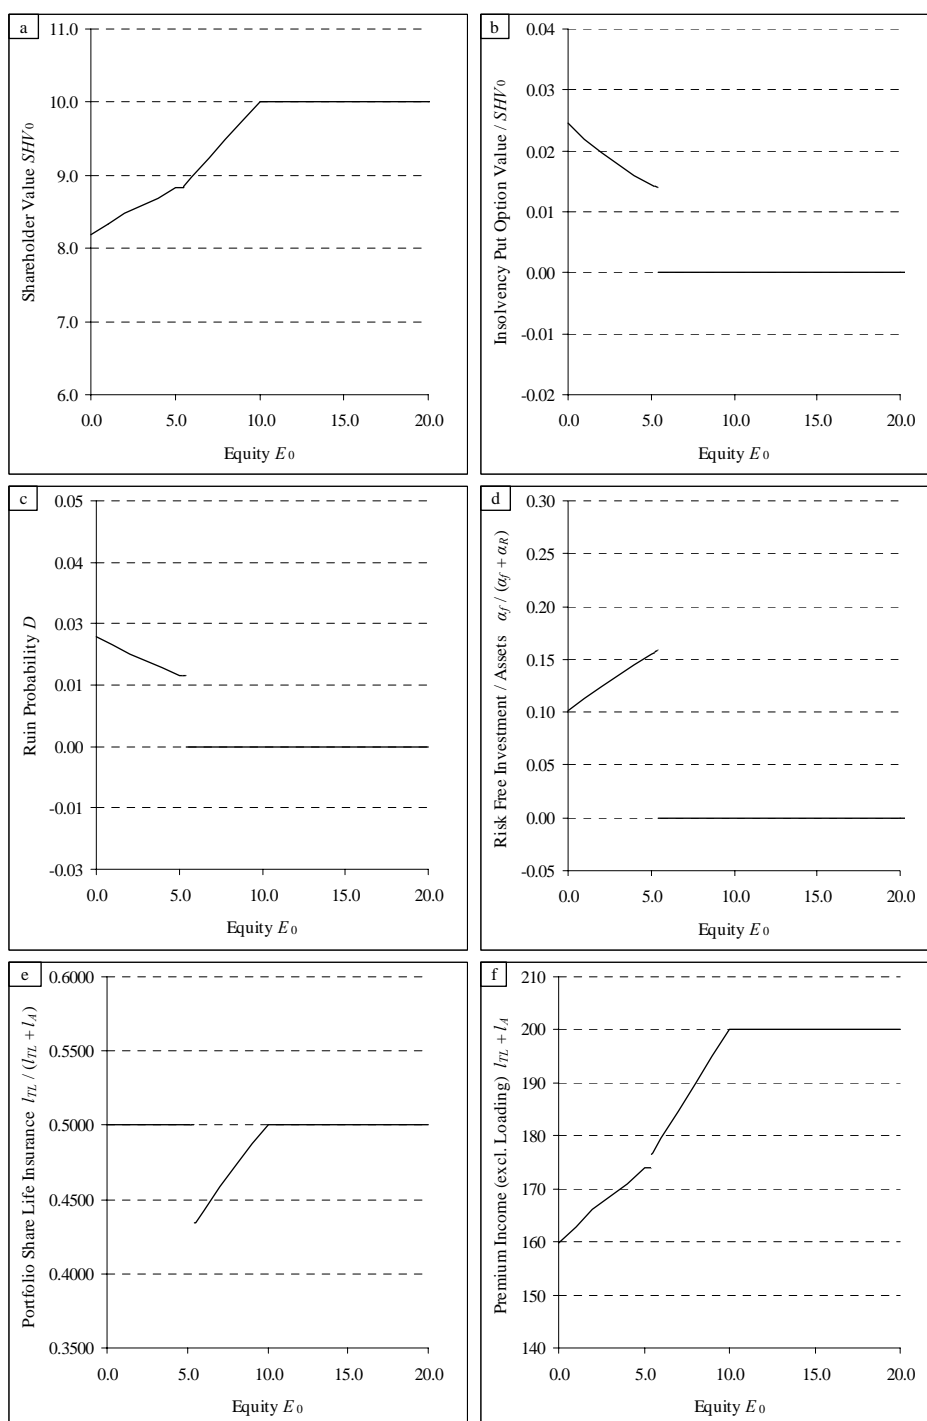 a
11.0
10.0
9.0
8.0
7.0
6.0
Shareholder Value SHV0
0.0 5.0 10.0 15.0 20.0
Equity E0
b
0.04
0.03
0.02
0.01
0.00
-0.01
-0.02
Insolvency Put Option Value / SHV0
0.0 5.0 10.0 15.0 20.0
Equity E0
c
0.05
0.04
0.03
0.01
0.00
-0.01
-0.03
Ruin Probability D
0.0 5.0 10.0 15.0 20.0
Equity E0
d
0.30
0.25
0.20
0.15
0.10
0.05
0.00
-0.05
Risk Free Investment / Assets αf / (αf + αR)
0.0 5.0 10.0 15.0 20.0
Equity E0
e
0.6000
0.5500
0.5000
0.4500
0.4000
0.3500
Portfolio Share Life Insurance lTL / (lTL + lA)
0.0 5.0 10.0 15.0 20.0
Equity E0
f
210
200
190
180
170
160
150
140
Premium Income (excl. Loading) lTL + lA
0.0 5.0 10.0 15.0 20.0
Equity E0